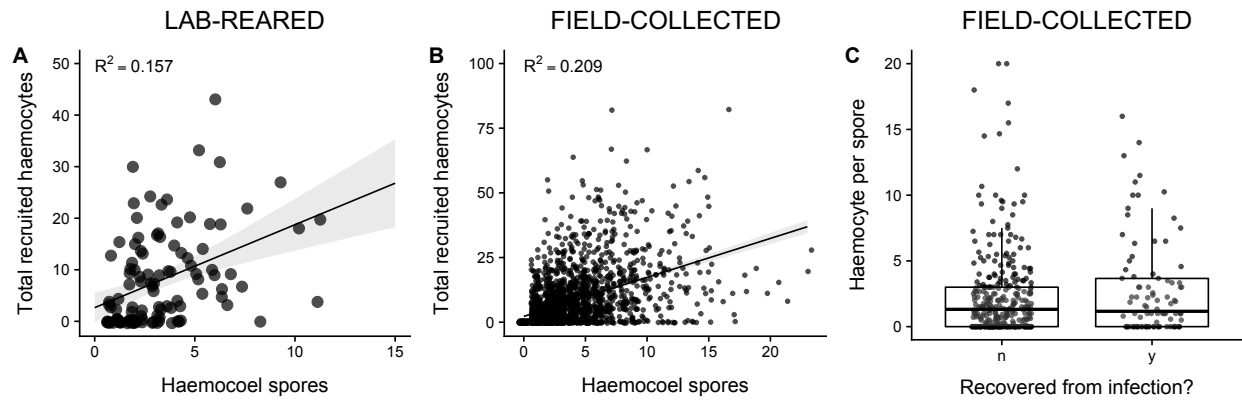 LAB-REARED
A
R² = 0.157
Total recruited haemocytes
50
40
30
20
10
0
0 5 10 15
Haemocoel spores
FIELD-COLLECTED
B
R² = 0.209
Total recruited haemocytes
100
75
50
25
0
0 5 10 15 20
Haemocoel spores
FIELD-COLLECTED
C
Haemocyte per spore
20
15
10
5
0
n y
Recovered from infection?